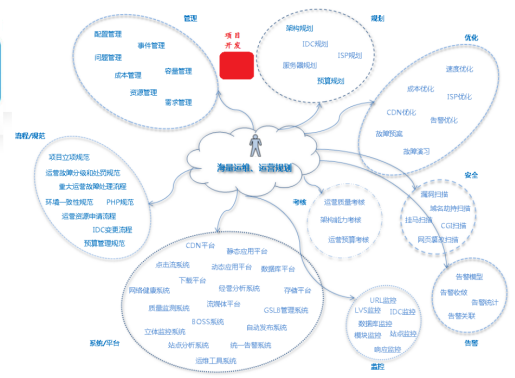 管理
配置管理
事件管理
问题管理
成本管理
容量管理
资源管理
需求管理
项目
开发
规划
架构规划
IDC规划
ISP规划
服务器规划
预算规划
优化
速度优化
成本优化
ISP优化
CDN优化
告警优化
故障预案
故障演习
流程/规范
项目立项规范
运营故障分级和处罚规范
重大运营故障处理流程
环境一致性规范
PHP规范
运营资源申请流程
IDC变更流程
预算管理规范
海量运维、运营规划
考核
运营质量考核
架构能力考核
运营预算考核
安全
漏洞扫描
域名劫持扫描
挂马扫描
CGI扫描
网页篡改扫描
CDN平台
静态应用平台
点击流系统
动态应用平台
数据库平台
下载平台
网络健康系统
经营分析系统
存储平台
流媒体平台
质量监测系统
GSLB管理系统
BOSS系统
立体监控系统
自动发布系统
站点分析系统
统一告警系统
运维工具系统
系统/平台
URL监控
LVS监控
IDC监控
数据库监控
模块监控
站点监控
响应监控
监控
告警模型
告警收敛
告警统计
告警关联
告警